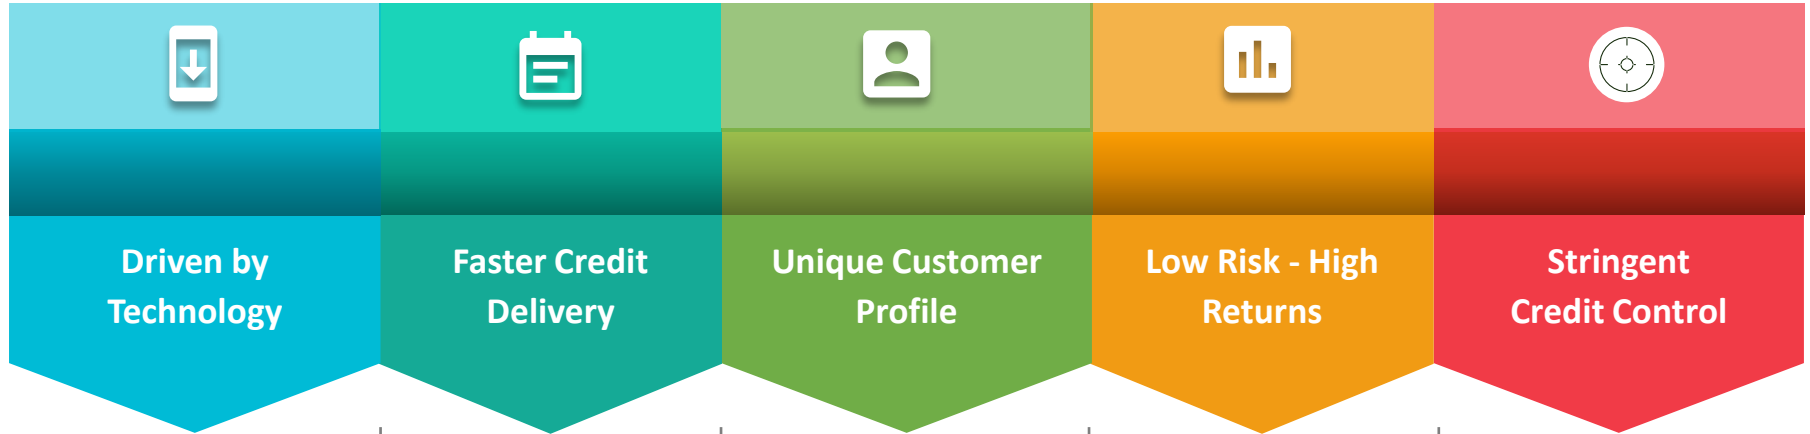 Driven by
Technology
Faster Credit
Delivery
Unique Customer
Profile
Low Risk - High
Returns
Stringent
Credit Control